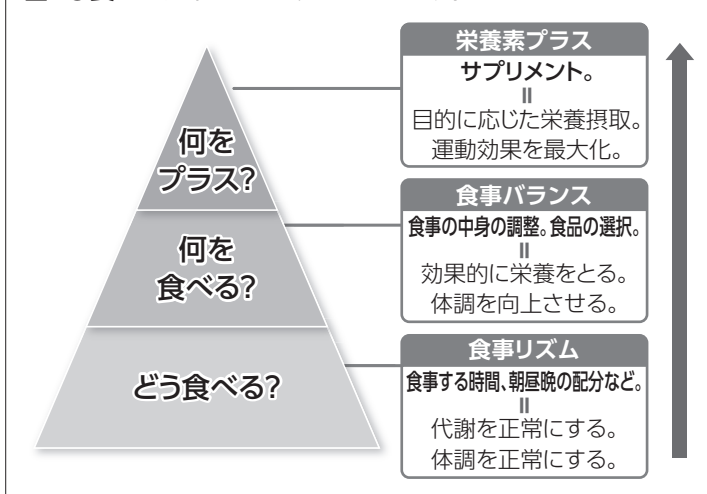 何を
プラス?
何を
食べる?
どう食べる?
栄養素プラス
サプリメント。
=
目的に応じた栄養摂取。
運動効果を最大化。
食事バランス
食事の中身の調整。食品の選択。
=
効果的に栄養をとる。
体調を向上させる。
食事リズム
食事する時間、朝昼晩の配分など。
=
代謝を正常にする。
体調を正常にする。